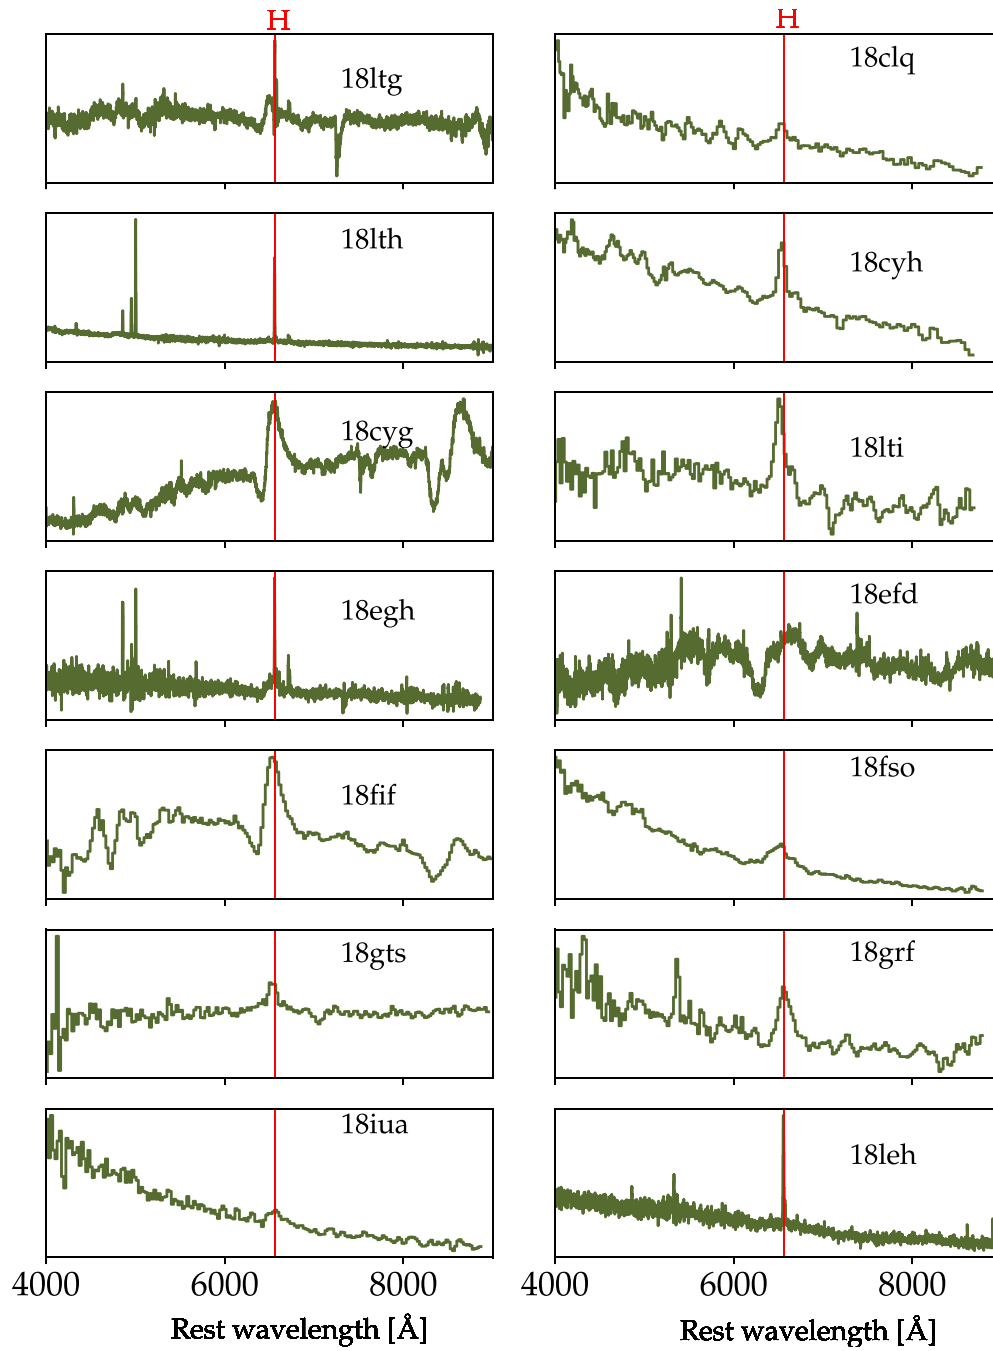 H H
18ltg 18clq
18lth 18cyh
18cyg 18lti
18egh 18efd
18fif 18fso
18gts 18grf
18iua 18leh
4000 6000 8000 4000 6000 8000
Rest wavelength [Å] Rest wavelength [Å]